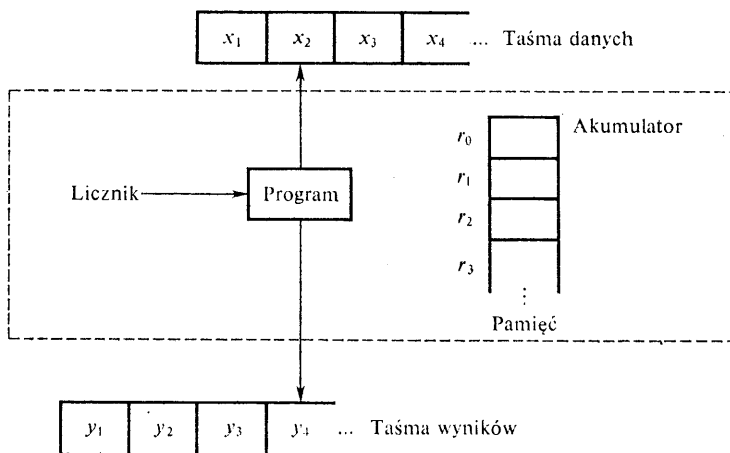 x₁ x₂ x₃ x₄ ... Taśma danych
Akumulator
r₀
r₁
Licznik
Program
r₂
r₃
⋮
Pamięć
y₁ y₂ y₃ y₄ ... Taśma wyników